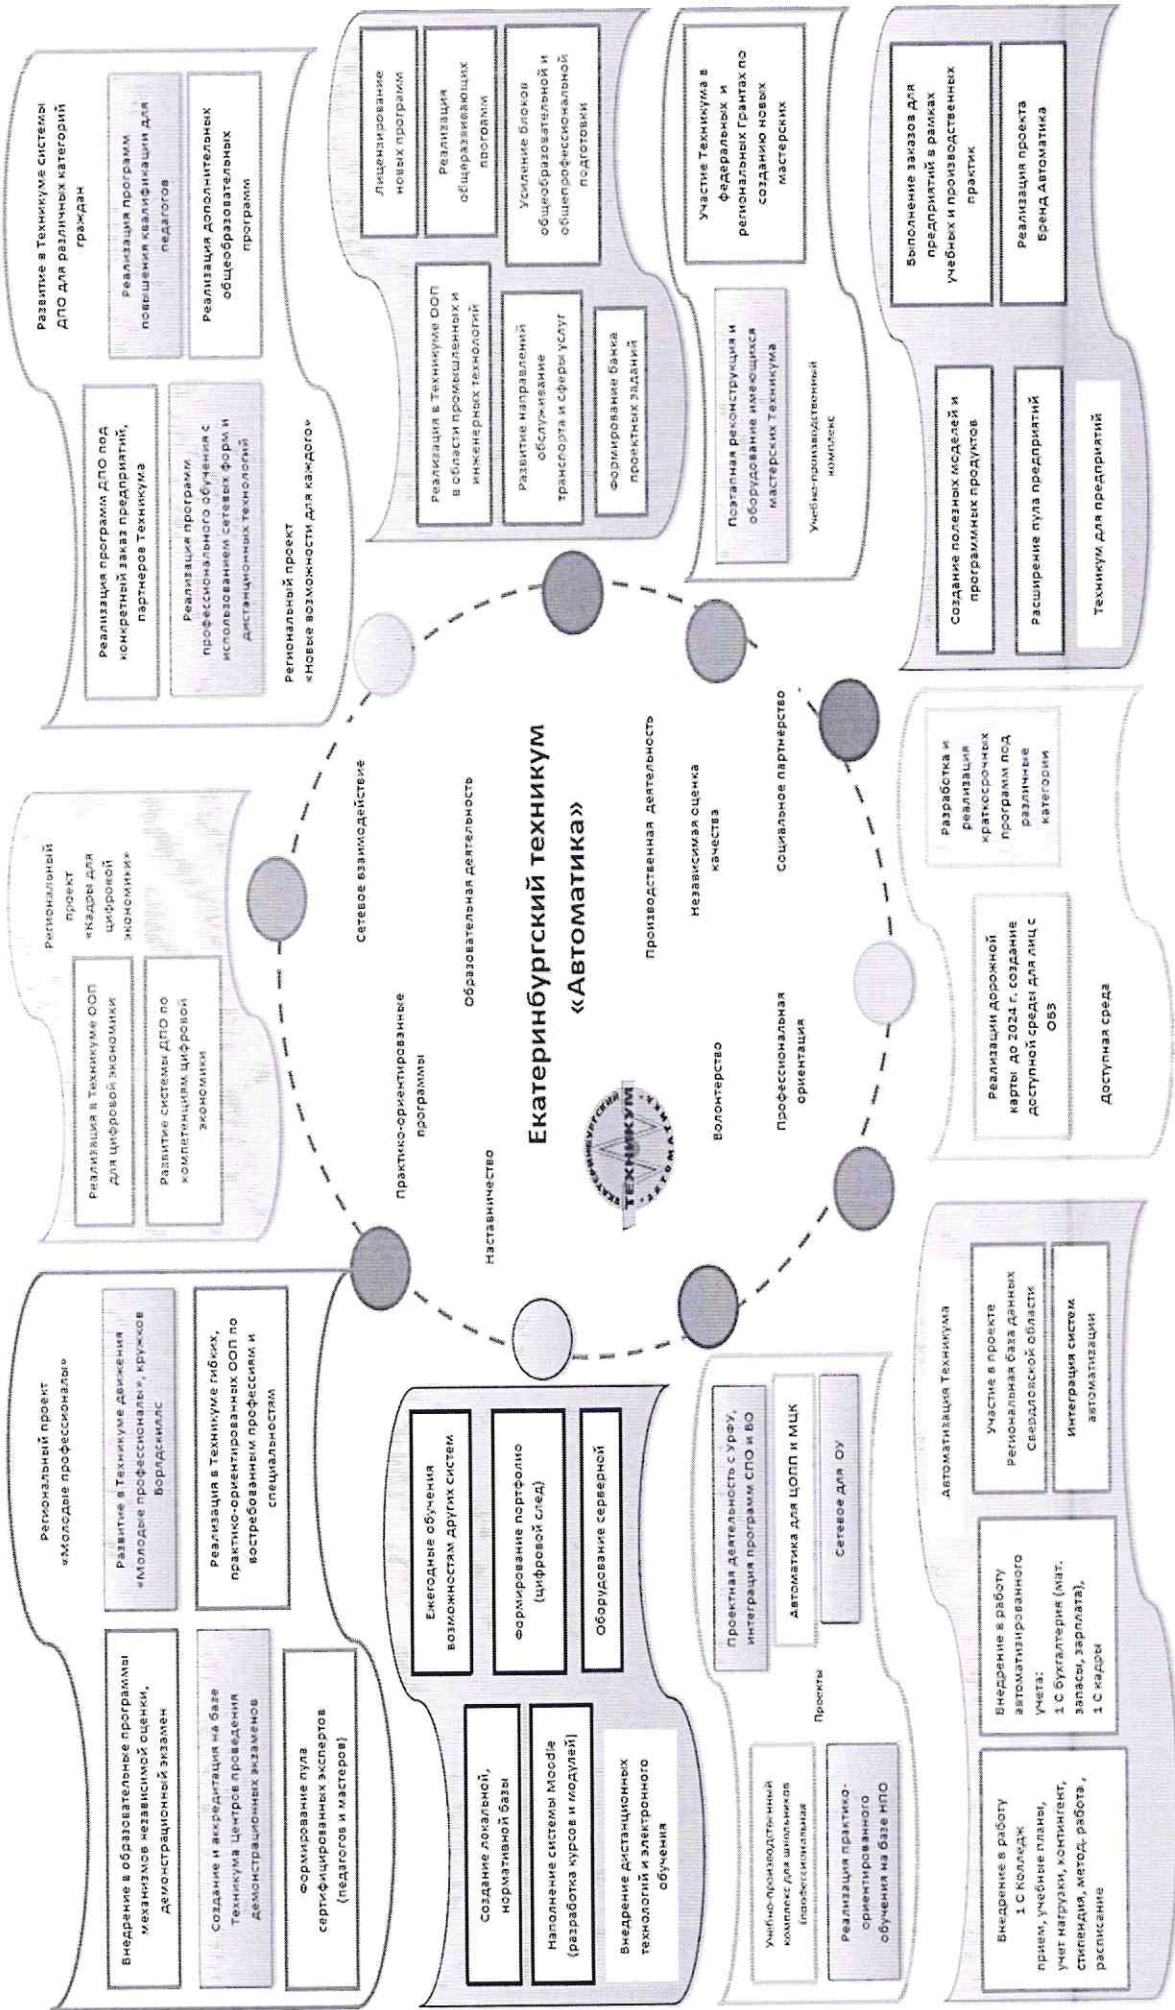 Региональный проект
«Молодые профессионалы»
Внедрение в образовательные программы
механизмов независимой оценки,
демонстрационный экзамен
Развитие в Техникуме движения
«Молодые профессионалы», кружков
Ворлдскиллс
Создание и аккредитация на базе
Техникума Центров проведения
демонстрационных экзаменов
Реализация в Техникуме гибких,
практико-ориентированных ООП по
востребованным профессиям и
специальностям
Формирование пула
сертифицированных экспертов
(педагогов и мастеров)
Региональный
проект
«Кадры для
цифровой
экономики»
Реализация в Техникуме ООП
для цифровой экономики
Развитие системы ДПО по
компетенциям цифровой
экономики
Развитие в Техникуме системы
ДПО для различных категорий
граждан
Реализация программ ДПО под
конкретный заказ предприятий,
партнеров Техникума
Реализация программ
повышения квалификации для
педагогов
Реализация программ
профессионального обучения с
использованием сетевых форм и
дистанционных технологий
Реализация дополнительных
общеобразовательных
программ
Региональный проект
«Новые возможности для каждого»
Создание локальной,
нормативной базы
Ежегодные обучения
возможностям других систем
Наполнение системы Moodle
(разработка курсов и модулей)
Формирование портфолио
(цифровой след)
Внедрение дистанционных
технологий и электронного
обучения
Оборудование серверной
Сетевое взаимодействие
Практико-ориентированные
программы
Образовательная деятельность
Наставничество
Екатеринбургский техникум
«Автоматика»
ЕКАТЕРИНБУРГСКИЙ
ТЕХНИКУМ
АВТОМАТИКА
Производственная деятельность
Независимая оценка
качества
Волонтерство
Социальное партнерство
Профессиональная
ориентация
Реализация в Техникуме ООП
в области промышленных и
инженерных технологий
Лицензирование
новых программ
Развитие направлений
обслуживание
транспорта и сферы услуг
Реализация
общеразвивающих
программ
Формирование банка
проектных заданий
Усиление блоков
общеобразовательной и
общепрофессиональной
подготовки
Учебно-производственный
комплекс для школьников
(профессиональная
Проектная деятельность с УРФУ,
интеграция программ СПО и ВО
Проекты
Автоматика для ЦОПП и МЦК
Реализация практико-
ориентированного
обучения на базе НПО
Сетевое для ОУ
Поэтапная реконструкция и
оборудование имеющихся
мастерских Техникума
Участие Техникума в
федеральных и
региональных Грантах по
созданию новых
мастерских
Учебно-производственный
комплекс
Автоматизация Техникума
Внедрение в работу
1 С Колледж
прием, учебные планы,
учет нагрузки, контингент,
стипендия, метод. работа ,
расписание
Внедрение в работу
автоматизированного
учета:
1 С бухгалтерия (мат.
запасы, зарплата),
1 С кадры
Участие в проекте
Региональная база данных
Свердловской области
Интеграция систем
автоматизации
Реализации дорожной
карты до 2024 г. создание
доступной среды для лиц с
ОВЗ
Разработка и
реализация
краткосрочных
программ под
различные
категории
Доступная среда
Создание полезных моделей и
программных продуктов
Выполнение заказов для
предприятий в рамках
учебных и производственных
практик
Расширение пула предприятий
Реализация проекта
Бренд Автоматика
Техникум для предприятий